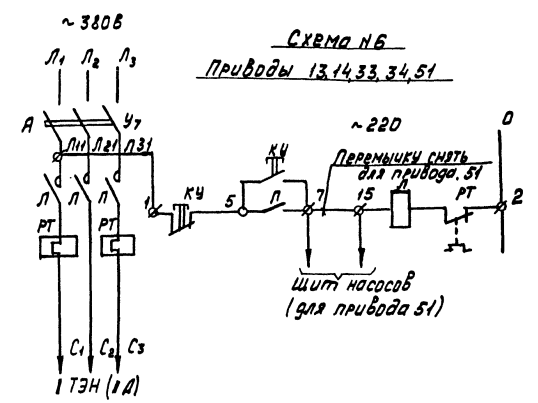 ~ 380В
Схема №6
Приводы 13,14,33,34,51
Л1 Л2 Л3
А У7
Л11 Л21 Л31
~220
0
КУ
Перемычку снять
для привода 51
Л Л Л
1 КУ 5 П 7 15 Л РТ 2
РТ РТ
Щит насосов
(для привода 51)
С1 С2 С3
ТЭН (Д)